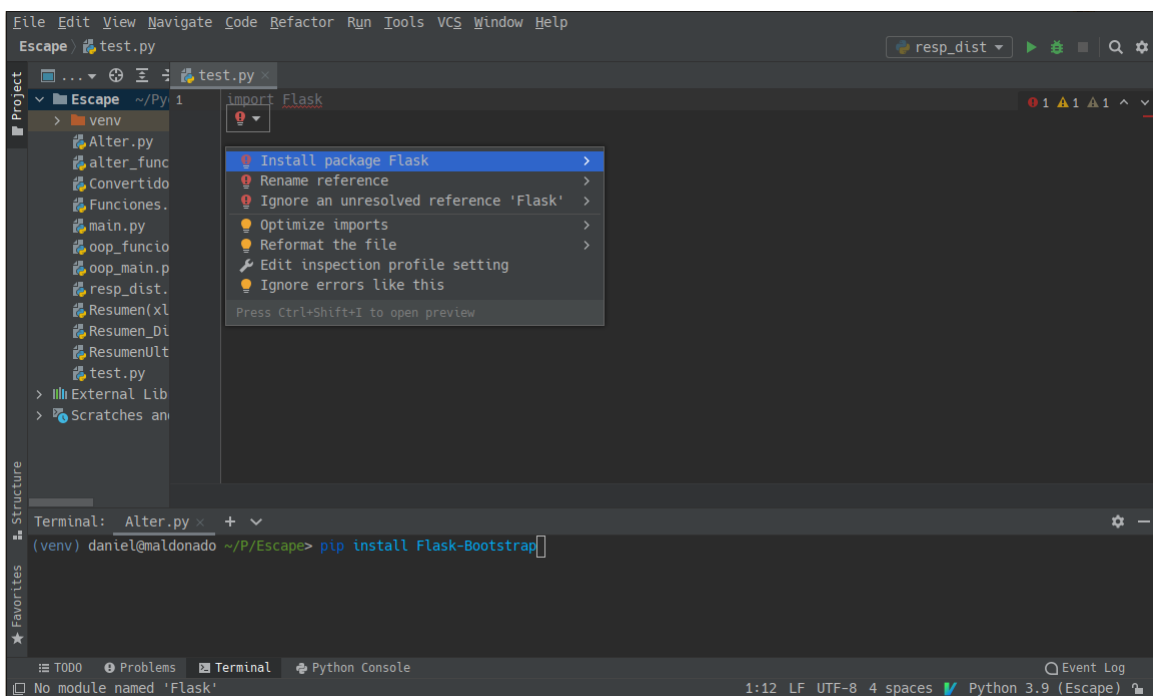 File Edit View Navigate Code Refactor Run Tools VCS Window Help
Escape test.py resp_dist
Project ... test.py
Escape ~/Py 1 import Flask 1 1 1
venv
Alter.py
alter_func
Convertido
Funciones.
main.py
oop_funcio
oop_main.p
resp_dist.
Resumen(xl
Resumen_Di
ResumenUlt
test.py
External Lib
Scratches an
Install package Flask
Rename reference
Ignore an unresolved reference 'Flask'
Optimize imports
Reformat the file
Edit inspection profile setting
Ignore errors like this
Press Ctrl+Shift+I to open preview
Structure
Favorites
Terminal: Alter.py
(venv) daniel@maldonado ~/P/Escape> pip install Flask-Bootstrap
TODO Problems Terminal Python Console Event Log
No module named 'Flask' 1:12 LF UTF-8 4 spaces Python 3.9 (Escape)